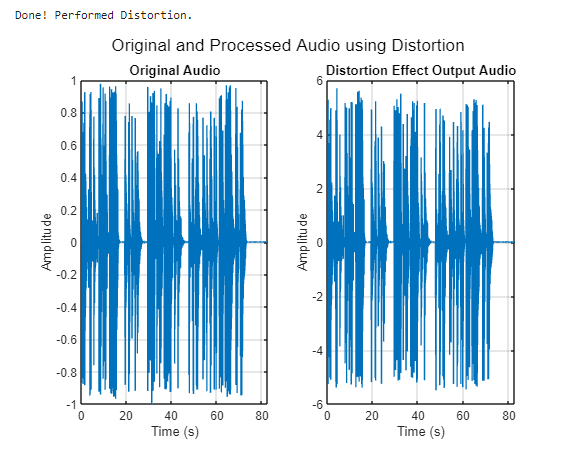 Done! Performed Distortion.
Original and Processed Audio using Distortion
Original Audio
1
0.8
0.6
0.4
0.2
0
-0.2
-0.4
-0.6
-0.8
-1
Amplitude
0 20 40 60 80
Time (s)
Distortion Effect Output Audio
6
4
2
0
-2
-4
-6
Amplitude
0 20 40 60 80
Time (s)